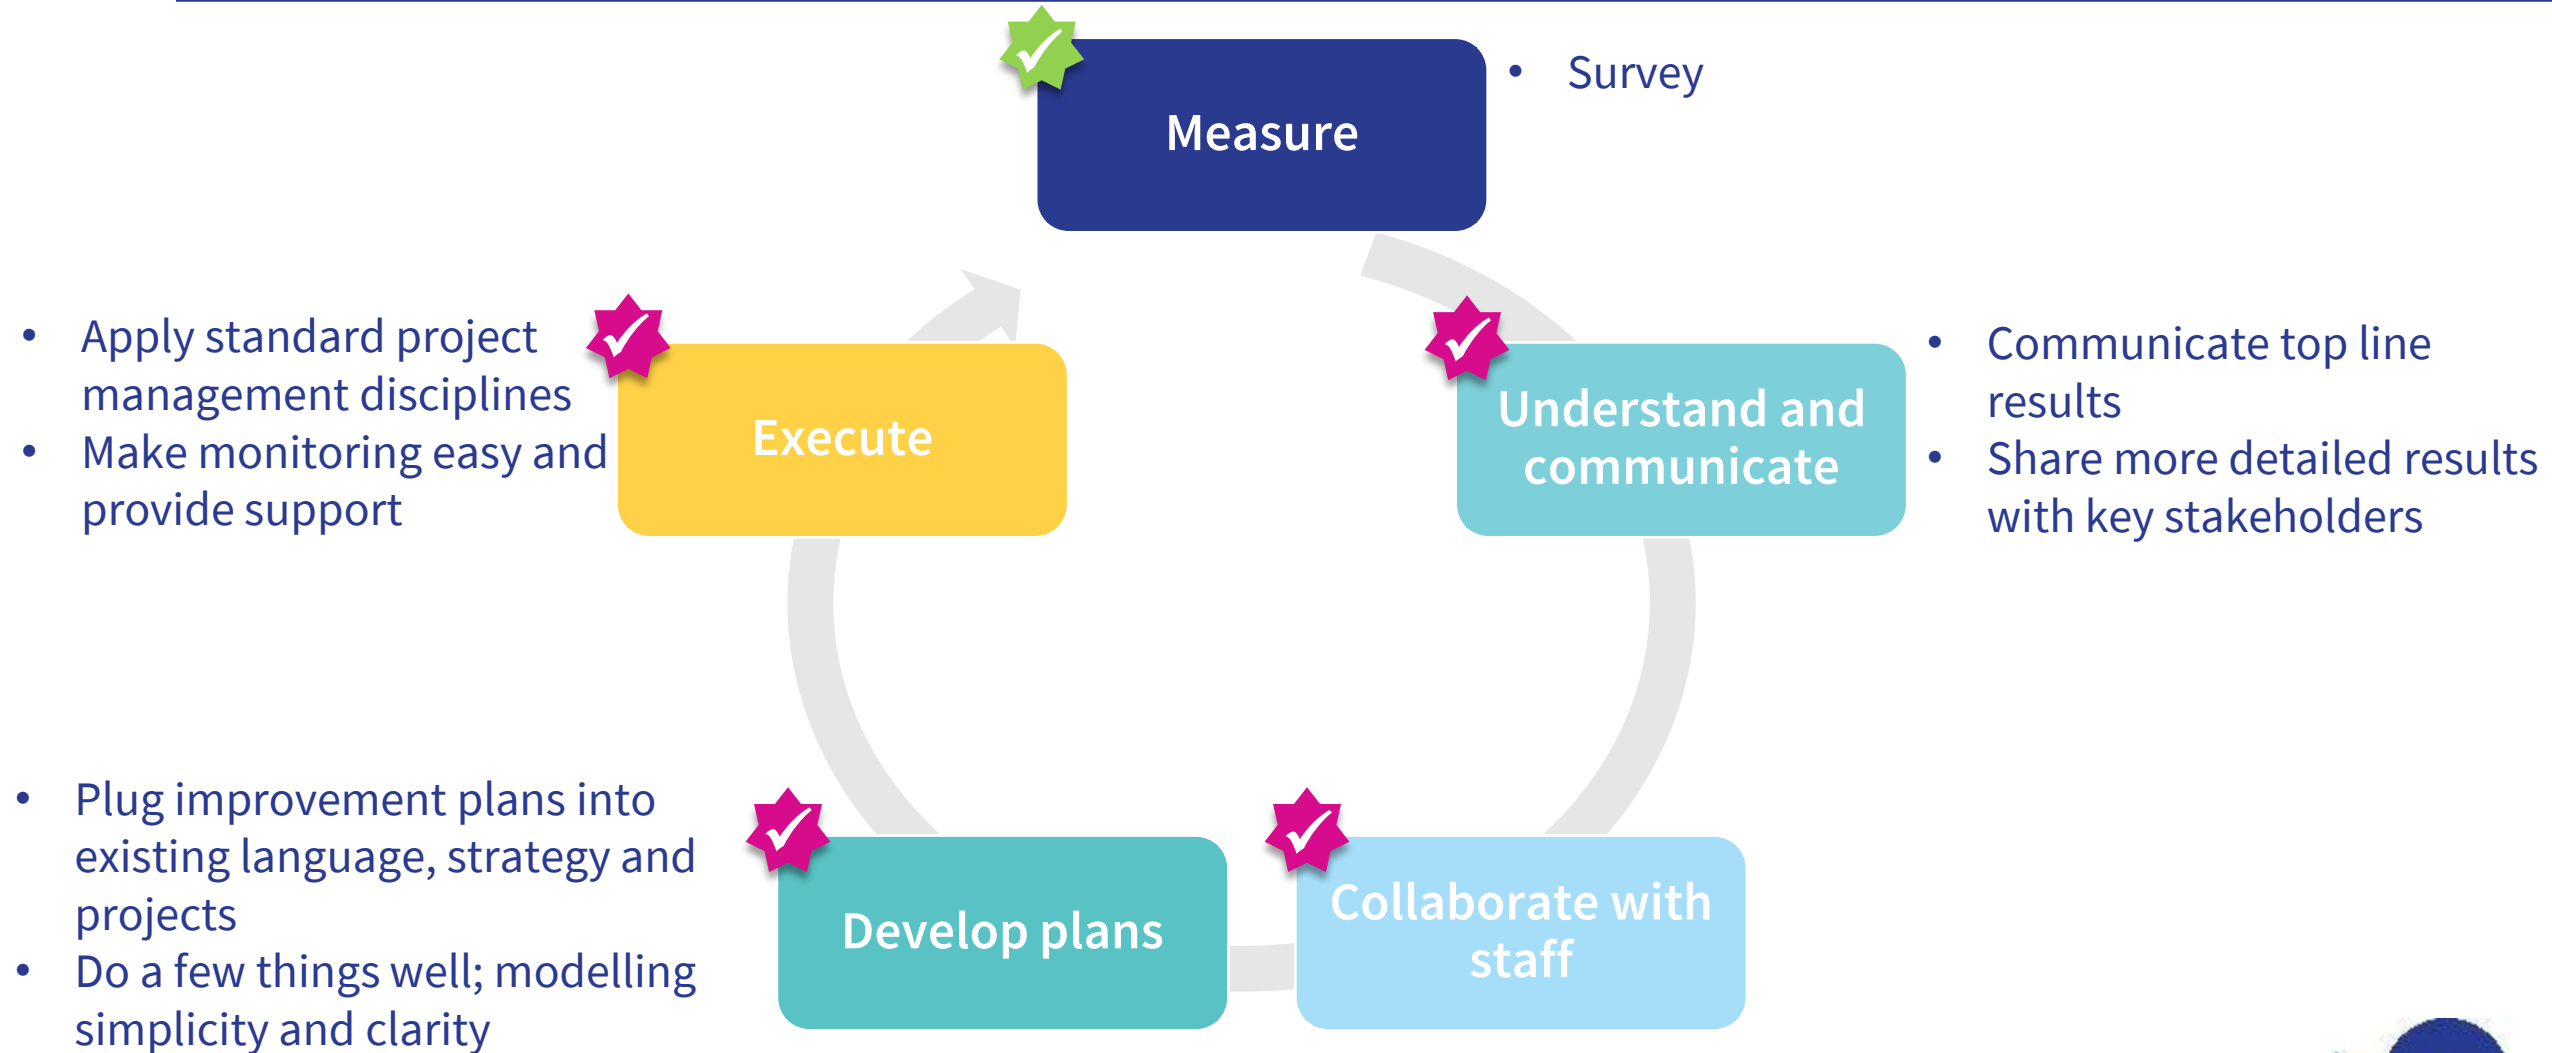 Measure
• Survey
• Apply standard project
management disciplines
• Make monitoring easy and
provide support
Execute
Understand and
communicate
• Communicate top line
results
• Share more detailed results
with key stakeholders
• Plug improvement plans into
existing language, strategy and
projects
• Do a few things well; modelling
simplicity and clarity
Develop plans
Collaborate with
staff